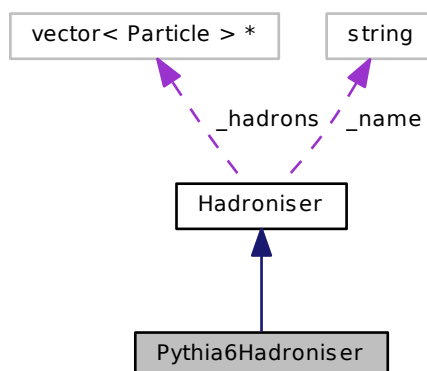 vector< Particle > *
string
_hadrons
_name
Hadroniser
Pythia6Hadroniser